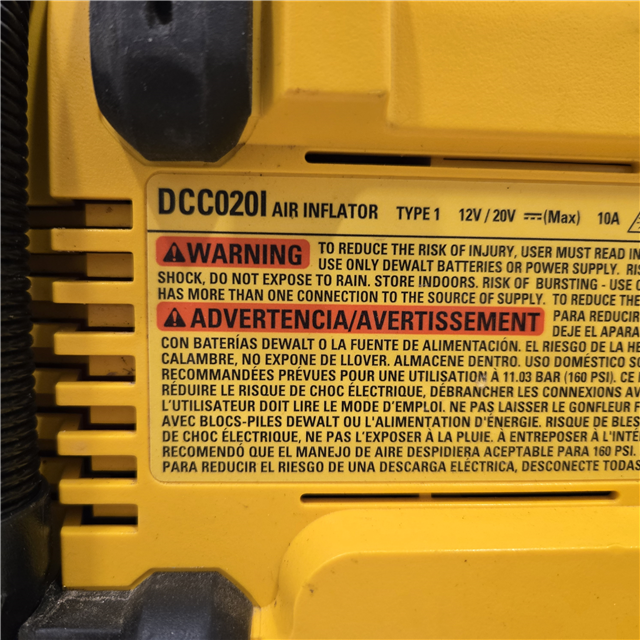 DCC020I AIR INFLATOR TYPE 1 12V / 20V (Max) 10A
WARNING TO REDUCE THE RISK OF INJURY, USER MUST READ IN
USE ONLY DEWALT BATTERIES OR POWER SUPPLY. RIS
SHOCK, DO NOT EXPOSE TO RAIN. STORE INDOORS. RISK OF BURSTING - USE O
HAS MORE THAN ONE CONNECTION TO THE SOURCE OF SUPPLY. TO REDUCE THE
ADVERTENCIA/AVERTISSEMENT PARA REDUCIR
DEJE EL APARA
CON BATERÍAS DEWALT O LA FUENTE DE ALIMENTACIÓN. EL RIESGO DE LA HE
CALAMBRE, NO EXPONE DE LLOVER. ALMACENE DENTRO. USO DOMÉSTICO SO
RECOMMANDÉES PRÉVUES POUR UNE UTILISATION À 11.03 BAR (160 PSI). CE
RÉDUIRE LE RISQUE DE CHOC ÉLECTRIQUE, DÉBRANCHER LES CONNEXIONS AV
L'UTILISATEUR DOIT LIRE LE MODE D'EMPLOI. NE PAS LAISSER LE GONFLEUR F
AVEC BLOCS-PILES DEWALT OU L'ALIMENTATION D'ÉNERGIE. RISQUE DE BLES
DE CHOC ÉLECTRIQUE, NE PAS L'EXPOSER À LA PLUIE. À ENTREPOSER À L'INTÉ
RECOMENDÓ QUE EL MANEJO DE AIRE DESPIDIERA ACEPTABLE PARA 160 PSI.
PARA REDUCIR EL RIESGO DE UNA DESCARGA ELÉCTRICA, DESCONECTE TODAS